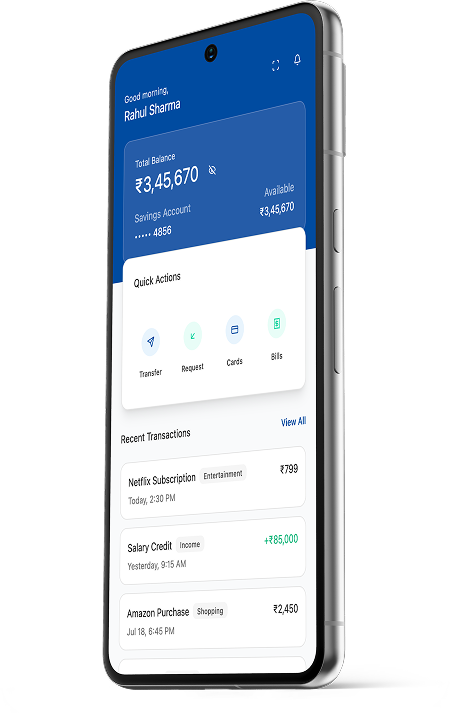 Good morning,
Rahul Sharma
Total Balance
₹3,45,670
Savings Account
Available
••••• 4856
₹3,45,670
Quick Actions
Transfer
Request
Cards
Bills
Recent Transactions
View All
Netflix Subscription Entertainment ₹799
Today, 2:30 PM
Salary Credit Income +₹85,000
Yesterday, 9:15 AM
Amazon Purchase Shopping ₹2,450
Jul 18, 6:45 PM